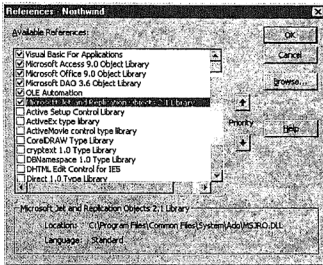 References - Northwind
Available References:
OK
Visual Basic For Applications
Microsoft Access 9.0 Object Library
Microsoft Office 9.0 Object Library
Microsoft DAO 3.6 Object Library
OLE Automation
Microsoft Jet and Replication Objects 2.1 Library
Active Setup Control Library
ActiveEx type library
ActiveMovie control type library
CorelDRAW Type Library
cryptext 1.0 Type Library
DBNamespace 1.0 Type Library
DHTML Edit Control for IE5
Direct 1.0 Type Library
Cancel
Browse...
Priority
Help
Microsoft Jet and Replication Objects 2.1 Library
Location: C:\Program Files\Common Files\System\Ado\MSJRO.DLL
Language: Standard